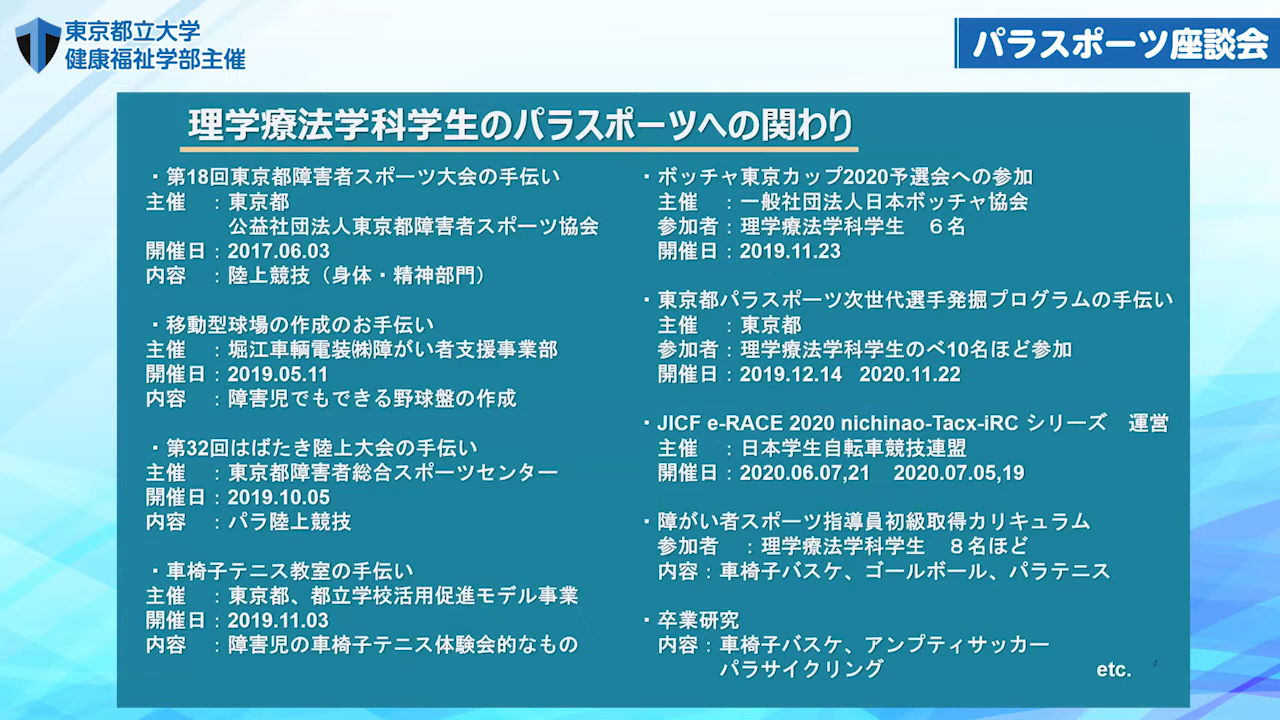 東京都立大学
健康福祉学部主催
パラスポーツ座談会
理学療法学科学生のパラスポーツへの関わり
・第18回東京都障害者スポーツ大会の手伝い
主催　：東京都
公益社団法人東京都障害者スポーツ協会
開催日：2017.06.03
内容　：陸上競技（身体・精神部門）
・移動型球場の作成のお手伝い
主催　：堀江車輌電装㈱障がい者支援事業部
開催日：2019.05.11
内容　：障害児でもできる野球盤の作成
・第32回はばたき陸上大会の手伝い
主催　：東京都障害者総合スポーツセンター
開催日：2019.10.05
内容　：パラ陸上競技
・車椅子テニス教室の手伝い
主催　：東京都、都立学校活用促進モデル事業
開催日：2019.11.03
内容　：障害児の車椅子テニス体験会的なもの
・ボッチャ東京カップ2020予選会への参加
主催　：一般社団法人日本ボッチャ協会
参加者：理学療法学科学生　６名
開催日：2019.11.23
・東京都パラスポーツ次世代選手発掘プログラムの手伝い
主催　：東京都
参加者：理学療法学科学生のべ10名ほど参加
開催日：2019.12.14　2020.11.22
・JICF e-RACE 2020 nichinao-Tacx-iRC シリーズ　運営
主催　：日本学生自転車競技連盟
開催日：2020.06.07,21　2020.07.05,19
・障がい者スポーツ指導員初級取得カリキュラム
参加者　：理学療法学科学生　８名ほど
内容：車椅子バスケ、ゴールボール、パラテニス
・卒業研究
内容：車椅子バスケ、アンプティサッカー
パラサイクリング　etc.